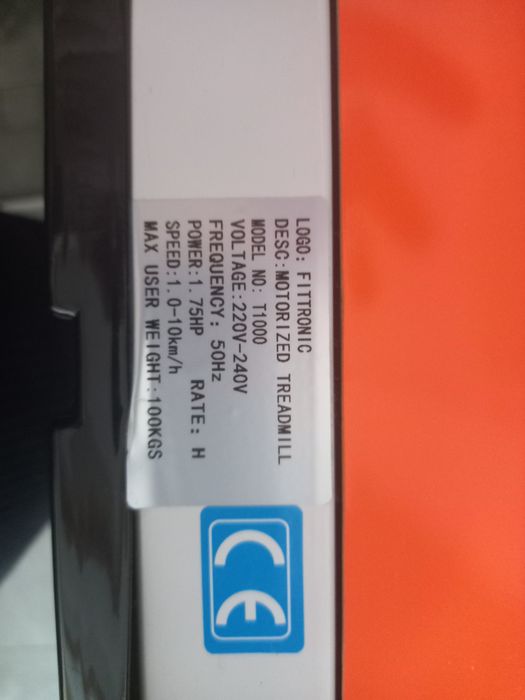 LOGO: FITTRONIC
DESC:MOTORIZED TREADMILL
MODEL NO: T1000
VOLTAGE:220V-240V
FREQUENCY: 50Hz
POWER:1.75HP RATE: H
SPEED:1.0-10km/h
MAX USER WEIGHT:100KGS
CE